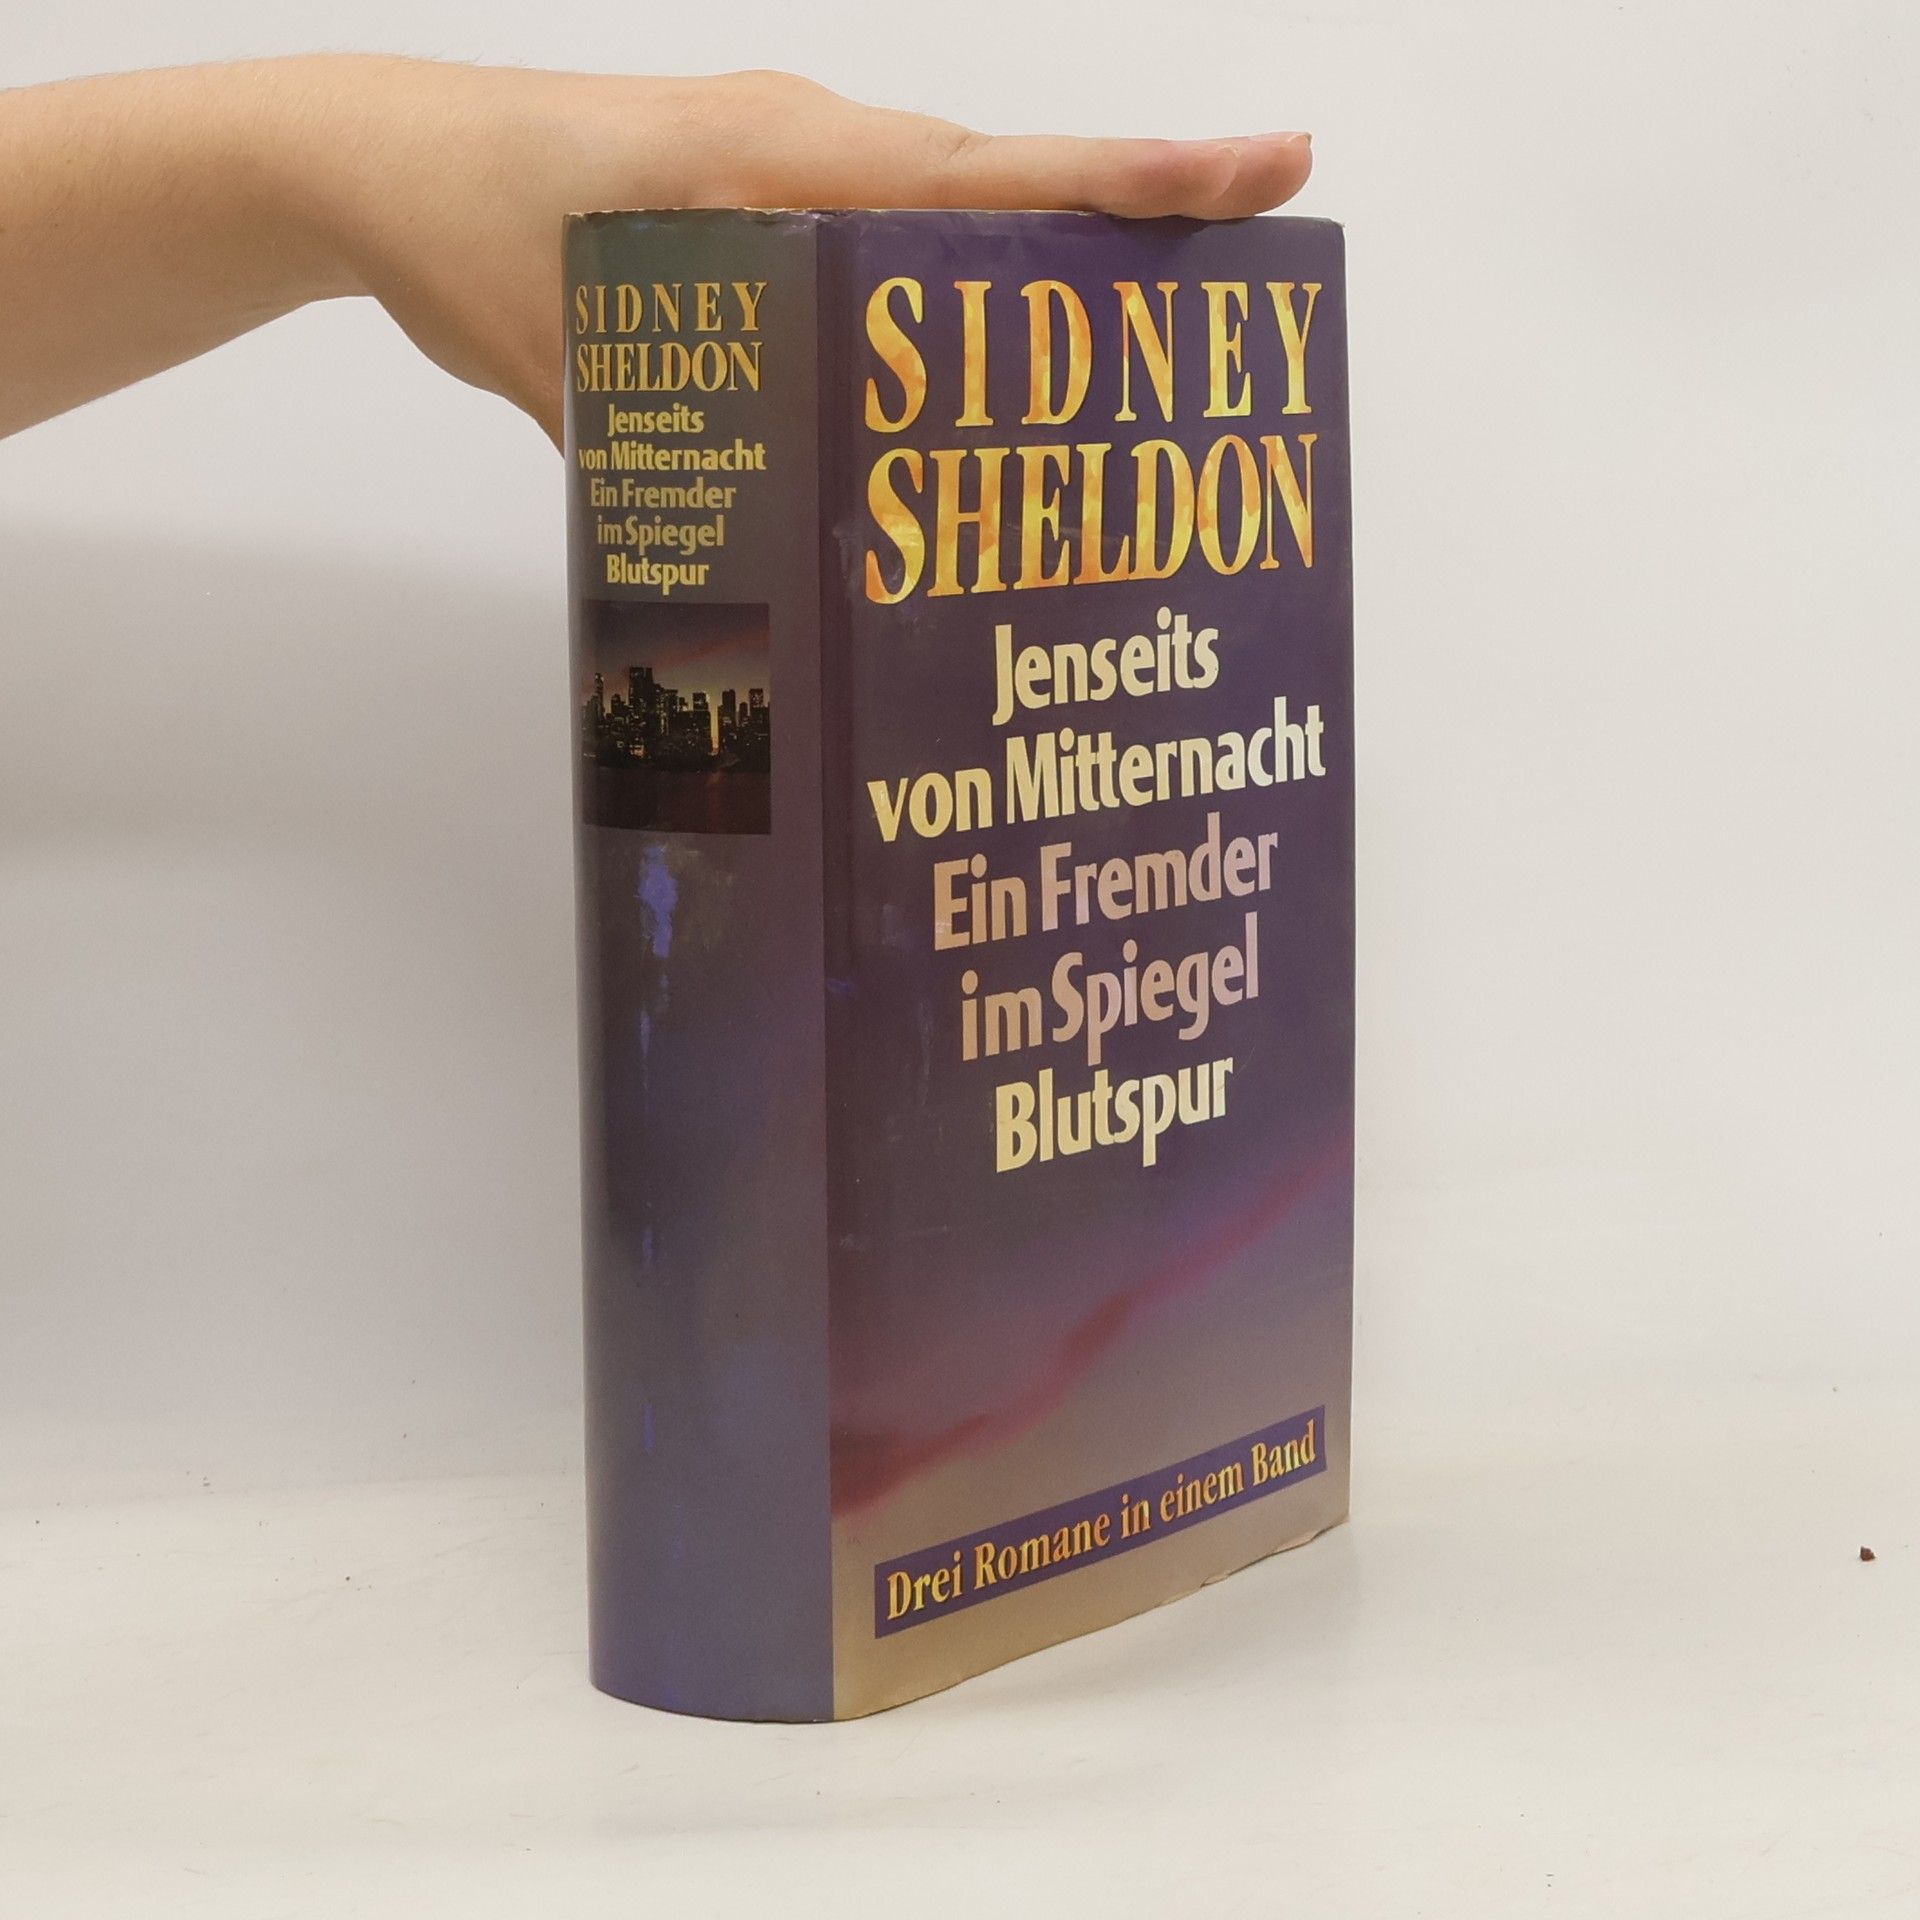 SIDNEY
SHELDON
Jenseits
von Mitternacht
Ein Fremder
im Spiegel
Blutspur
SIDNEY
SHELDON
Jenseits
von Mitternacht
Ein Fremder
im Spiegel
Blutspur
Drei Romane in einem Band